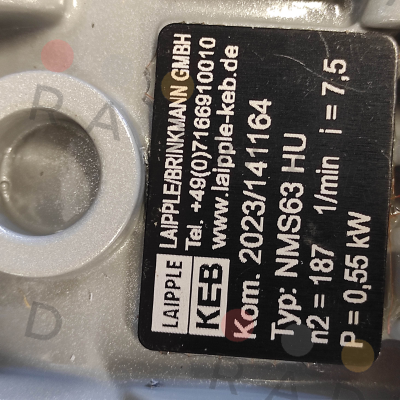 LAIPPLE
KEB
LAIPPLE/BRINKMANN GMBH
Tel. +49(0)7166910010
www.laipple-keb.de
Kom. 2023/141164
Typ: NMS63 HU
n2 = 187 1/min i = 7,5
P = 0,55 kW